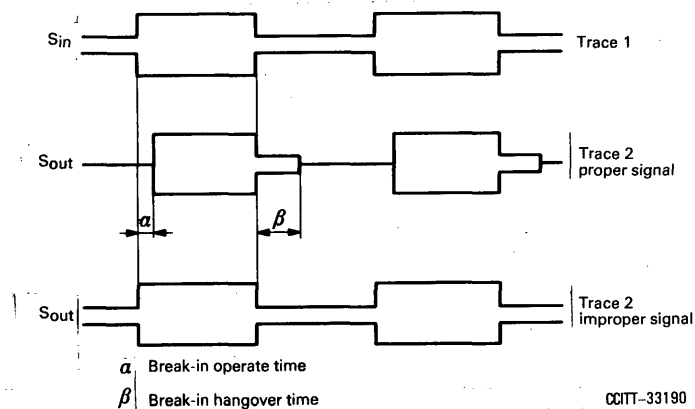 Sin
Trace 1
Sout
Trace 2
proper signal
α
β
Sout
Trace 2
improper signal
α Break-in operate time
β Break-in hangover time
CCITT-33190